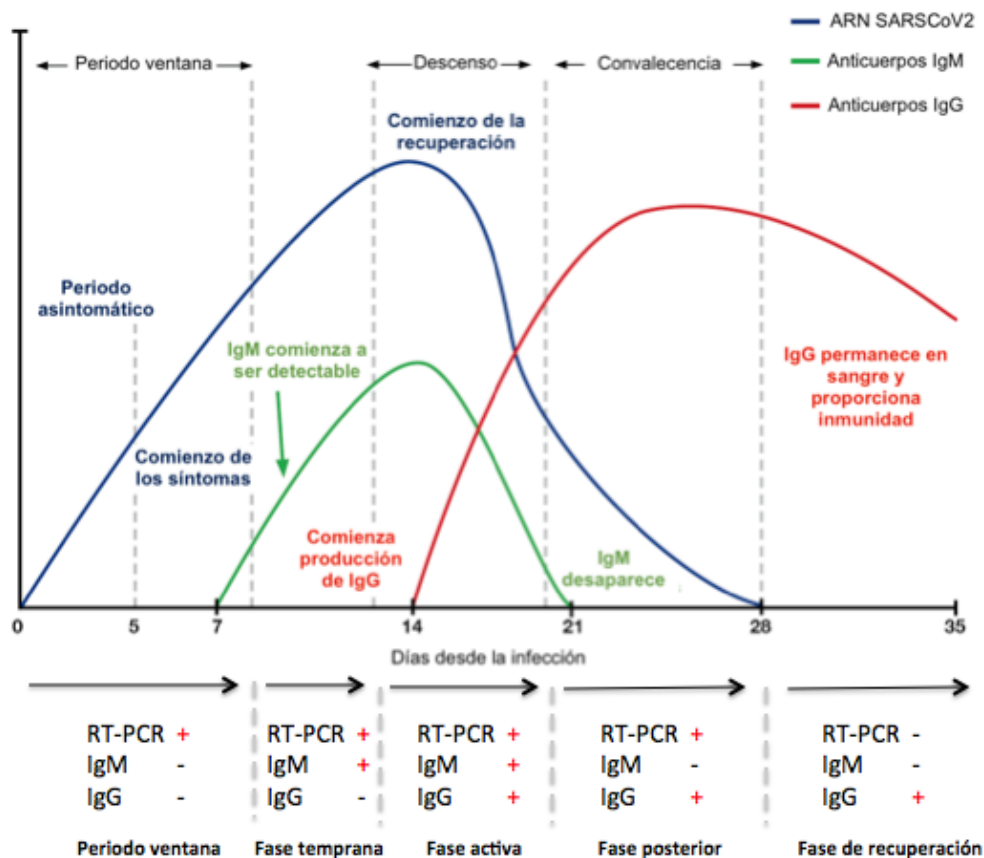 ARN SARSCoV2
Anticuerpos IgM
Anticuerpos IgG
Periodo ventana
Descenso
Convalecencia
Comienzo de la
recuperación
Periodo
asintomático
IgM comienza a
ser detectable
Comienzo de
los síntomas
Comienza
producción
de IgG
IgM
desaparece
IgG permanece en
sangre y
proporciona
inmunidad
0 5 7 14 21 28 35
Días desde la infección
RT-PCR + RT-PCR + RT-PCR + RT-PCR + RT-PCR -
IgM - IgM + IgM + IgM - IgM -
IgG - IgG - IgG + IgG + IgG +
Periodo ventana Fase temprana Fase activa Fase posterior Fase de recuperación